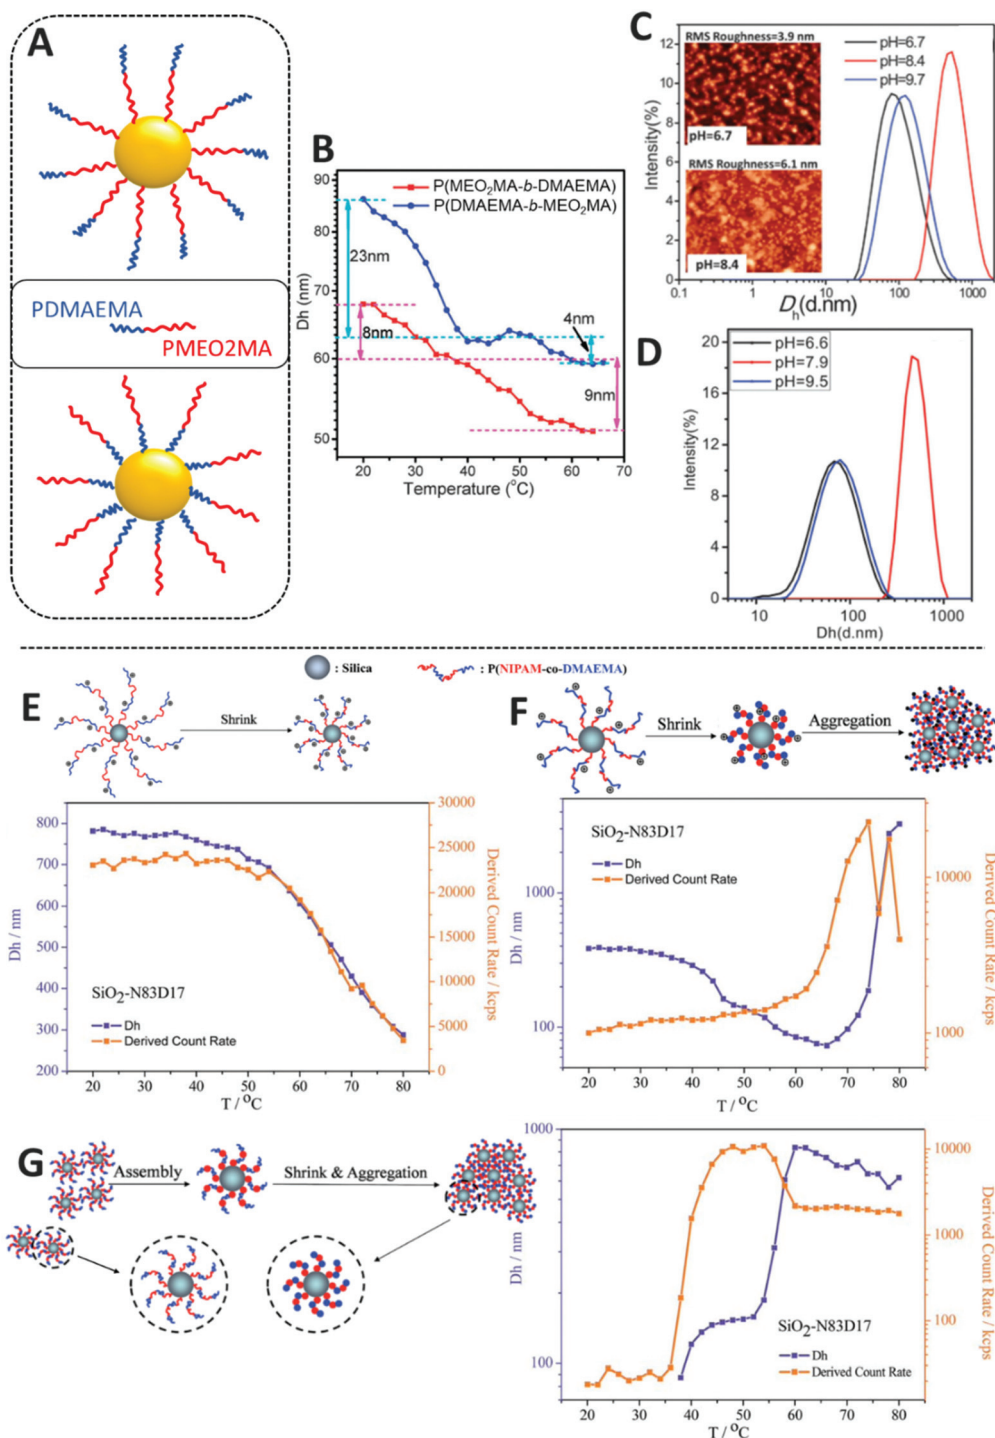 A
PDMAEMA
PMEO2MA
B
P(MEO₂MA-b-DMAEMA)
P(DMAEMA-b-MEO₂MA)
90
80
70
60
50
Dh (nm)
23nm
8nm
4nm
9nm
20 30 40 50 60 70
Temperature (°C)
C
RMS Roughness=3.9 nm
pH=6.7
RMS Roughness=6.1 nm
pH=8.4
pH=6.7
pH=8.4
pH=9.7
12
10
8
6
4
2
0
Intensity(%)
0.1 1 10 100 1000
Dh(d.nm)
D
pH=6.6
pH=7.9
pH=9.5
20
16
12
8
4
0
Intensity(%)
10 100 1000
Dh(d.nm)
: Silica : P(NIPAM-co-DMAEMA)
E
Shrink
800
700
600
500
400
300
200
Dh / nm
30000
25000
20000
15000
10000
5000
0
Derived Count Rate / kcps
SiO₂-N83D17
Dh
Derived Count Rate
20 30 40 50 60 70 80
T / °C
F
Shrink
Aggregation
SiO₂-N83D17
Dh
Derived Count Rate
1000
100
Dh / nm
10000
1000
Derived Count Rate / kcps
20 30 40 50 60 70 80
T / °C
G
Assembly
Shrink & Aggregation
1000
100
Dh / nm
10000
1000
100
Derived Count Rate / kcps
SiO₂-N83D17
Dh
Derived Count Rate
20 30 40 50 60 70 80
T / °C